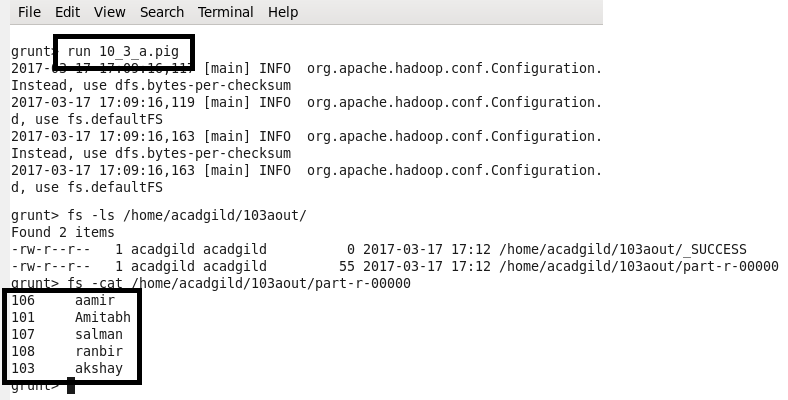 File Edit View Search Terminal Help
grunt> run 10_3_a.pig
2017-03-17 17:09:16,117 [main] INFO  org.apache.hadoop.conf.Configuration.
Instead, use dfs.bytes-per-checksum
2017-03-17 17:09:16,119 [main] INFO  org.apache.hadoop.conf.Configuration.
d, use fs.defaultFS
2017-03-17 17:09:16,163 [main] INFO  org.apache.hadoop.conf.Configuration.
Instead, use dfs.bytes-per-checksum
2017-03-17 17:09:16,163 [main] INFO  org.apache.hadoop.conf.Configuration.
d, use fs.defaultFS
grunt> fs -ls /home/acadgild/103aout/
Found 2 items
-rw-r--r--   1 acadgild acadgild          0 2017-03-17 17:12 /home/acadgild/103aout/_SUCCESS
-rw-r--r--   1 acadgild acadgild         55 2017-03-17 17:12 /home/acadgild/103aout/part-r-00000
grunt> fs -cat /home/acadgild/103aout/part-r-00000
106     aamir
101     Amitabh
107     salman
108     ranbir
103     akshay
grunt>